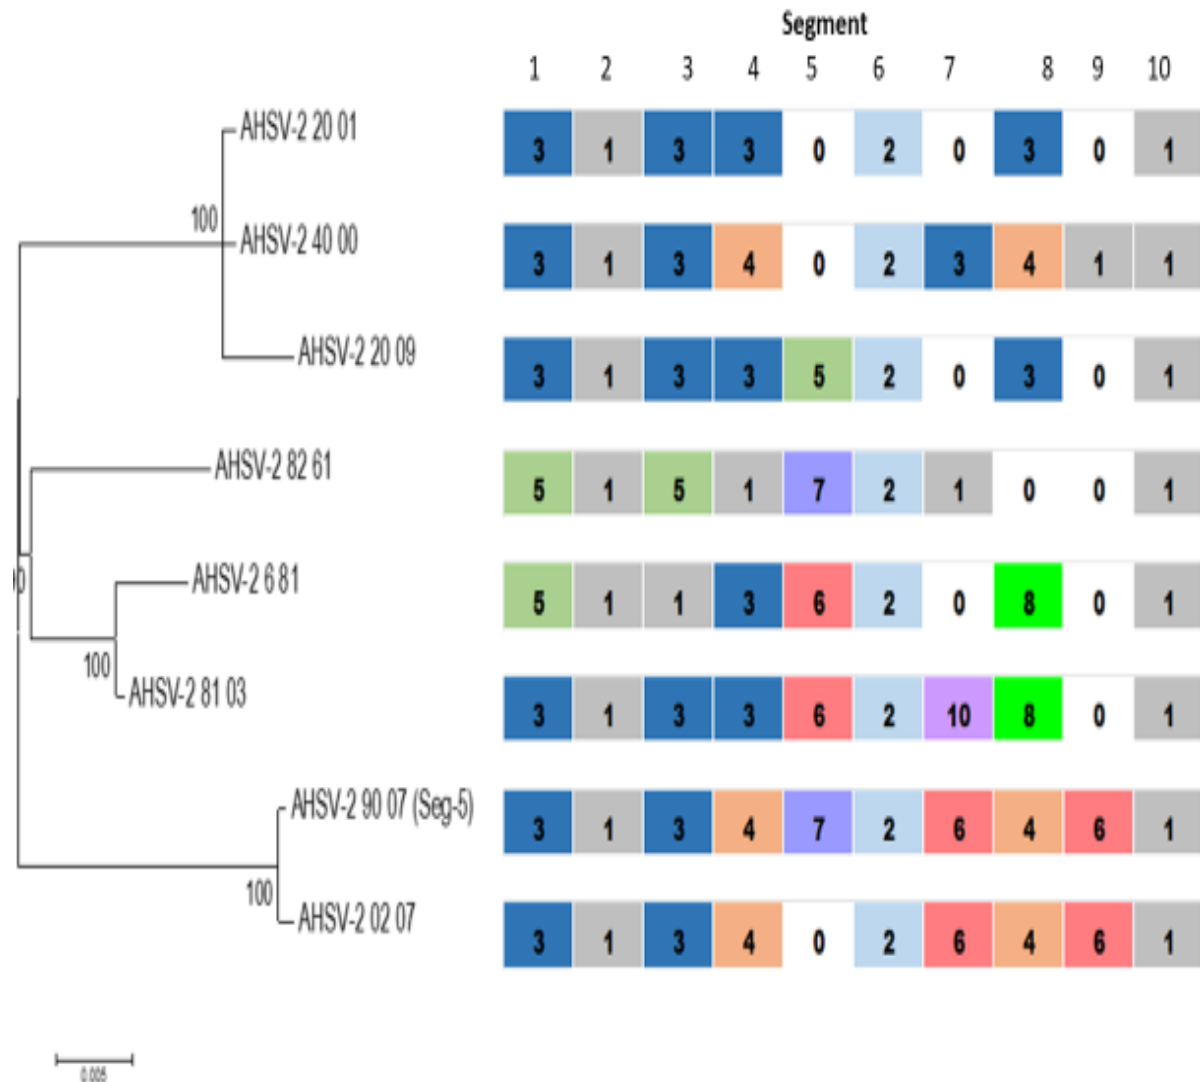 Segment
1 2 3 4 5 6 7 8 9 10
AHSV-2 20 01 3 1 3 3 0 2 0 3 0 1
100
AHSV-2 40 00 3 1 3 4 0 2 3 4 1 1
AHSV-2 20 09 3 1 3 3 5 2 0 3 0 1
AHSV-2 82 61 5 1 5 1 7 2 1 0 0 1
AHSV-2 6 81 5 1 1 3 6 2 0 8 0 1
100
AHSV-2 81 03 3 1 3 3 6 2 10 8 0 1
AHSV-2 90 07 (Seg-5) 3 1 3 4 7 2 6 4 6 1
100
AHSV-2 02 07 3 1 3 4 0 2 6 4 6 1
0.005